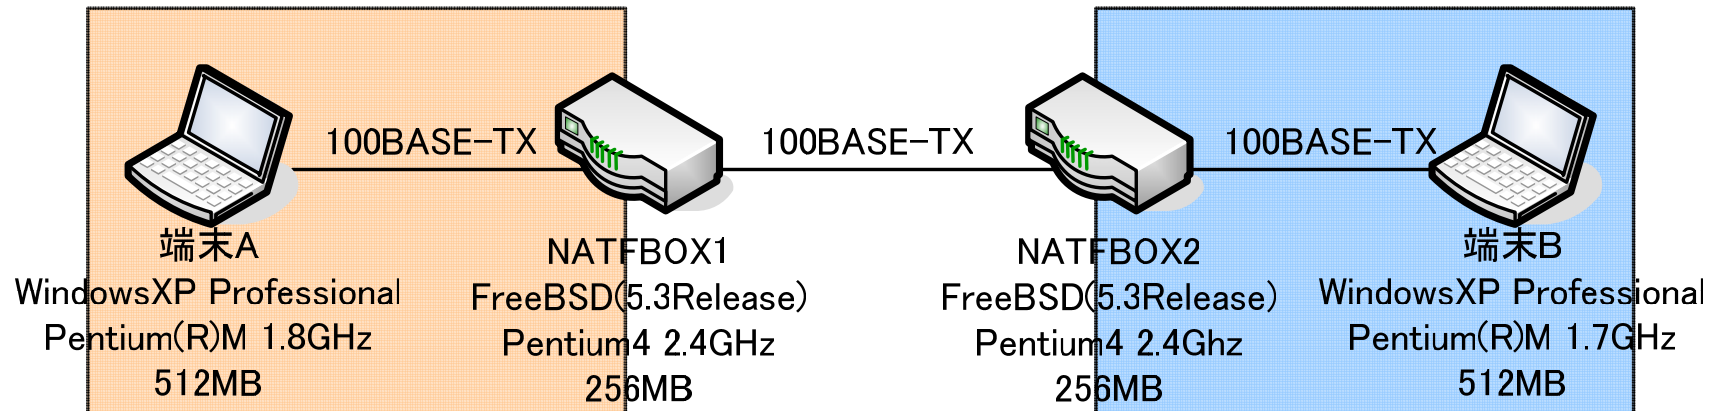 100BASE-TX
100BASE-TX
100BASE-TX
端末A
WindowsXP Professional
Pentium(R)M 1.8GHz
512MB
NATFBOX1
FreeBSD(5.3Release)
Pentium4 2.4GHz
256MB
NATFBOX2
FreeBSD(5.3Release)
Pentium4 2.4Ghz
256MB
端末B
WindowsXP Professional
Pentium(R)M 1.7GHz
512MB